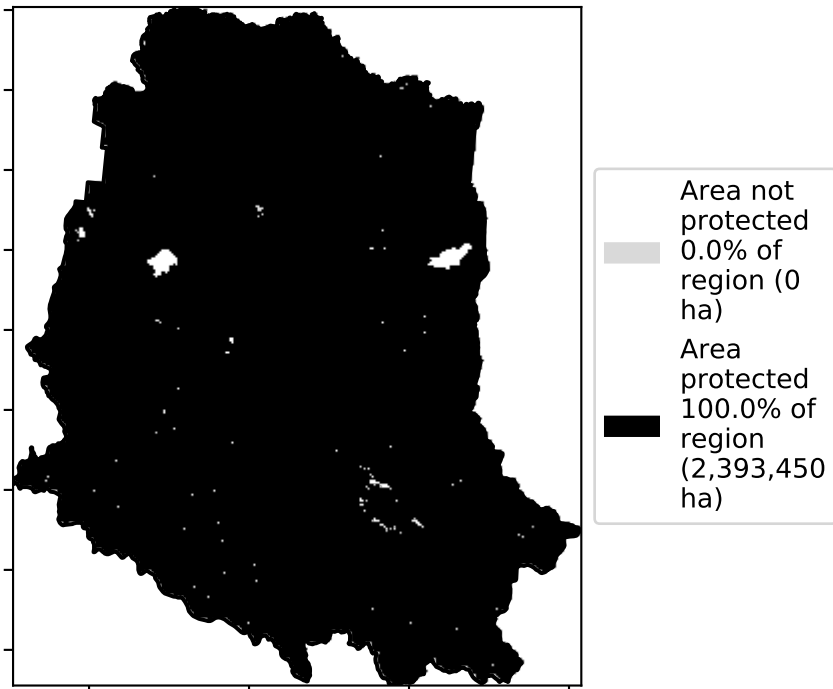 Area not
protected
0.0% of
region (0
ha)
Area
protected
100.0% of
region
(2,393,450
ha)